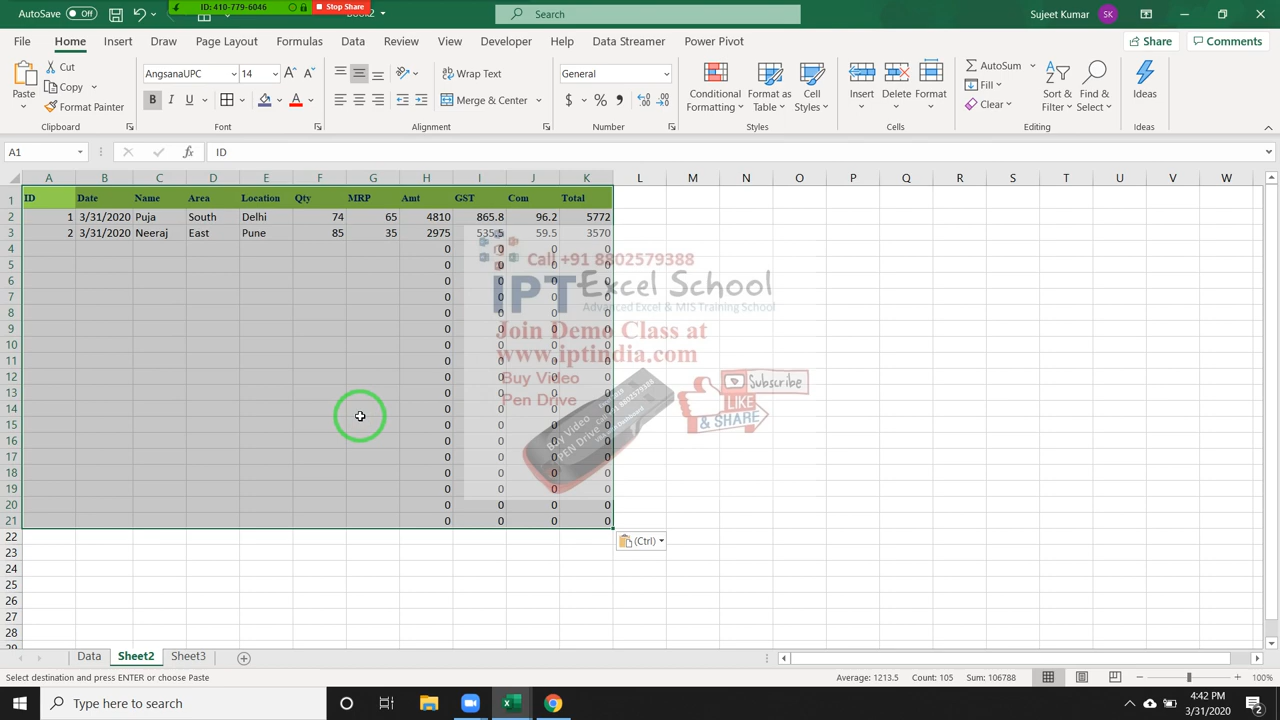 AutoSave Off ID: 410-779-6046 Stop Share Book2 Search Sujeet Kumar SK
File Home Insert Draw Page Layout Formulas Data Review View Developer Help Data Streamer Power Pivot Share Comments
Paste Cut Copy Format Painter Clipboard
AngsanaUPC 14 B I U Font
Wrap Text Merge & Center Alignment
General $ % Number
Conditional Formatting Format as Table Cell Styles Styles
Insert Delete Format Cells
AutoSum Fill Clear Sort & Filter Find & Select Editing
Ideas Ideas
A1 fx ID
A B C D E F G H I J K L M N O P Q R S T U V W
1 ID Date Name Area Location Qty MRP Amt GST Com Total
2 1 3/31/2020 Puja South Delhi 74 65 4810 865.8 96.2 5772
3 2 3/31/2020 Neeraj East Pune 85 35 2975 535.5 59.5 3570
4 0 0 0 0
5 0 0 0 0
6 0 0 0 0
7 0 0 0 0
8 0 0 0 0
9 0 0 0 0
10 0 0 0 0
11 0 0 0 0
12 0 0 0 0
13 0 0 0 0
14 0 0 0 0
15 0 0 0 0
16 0 0 0 0
17 0 0 0 0
18 0 0 0 0
19 0 0 0 0
20 0 0 0 0
21 0 0 0 0
22
23
24
25
26
27
28
29
Call +91 8802579388
iPT Excel School
Advanced Excel & MIS Training School
Join Demo Class at
www.iptindia.com
Buy Video
Pen Drive
Subscribe
LIKE
& SHARE
Buy Video
PEN Drive
(Ctrl)
Data Sheet2 Sheet3
Select destination and press ENTER or choose Paste Average: 1213.5 Count: 105 Sum: 106788 100%
Type here to search 4:42 PM
3/31/2020 2